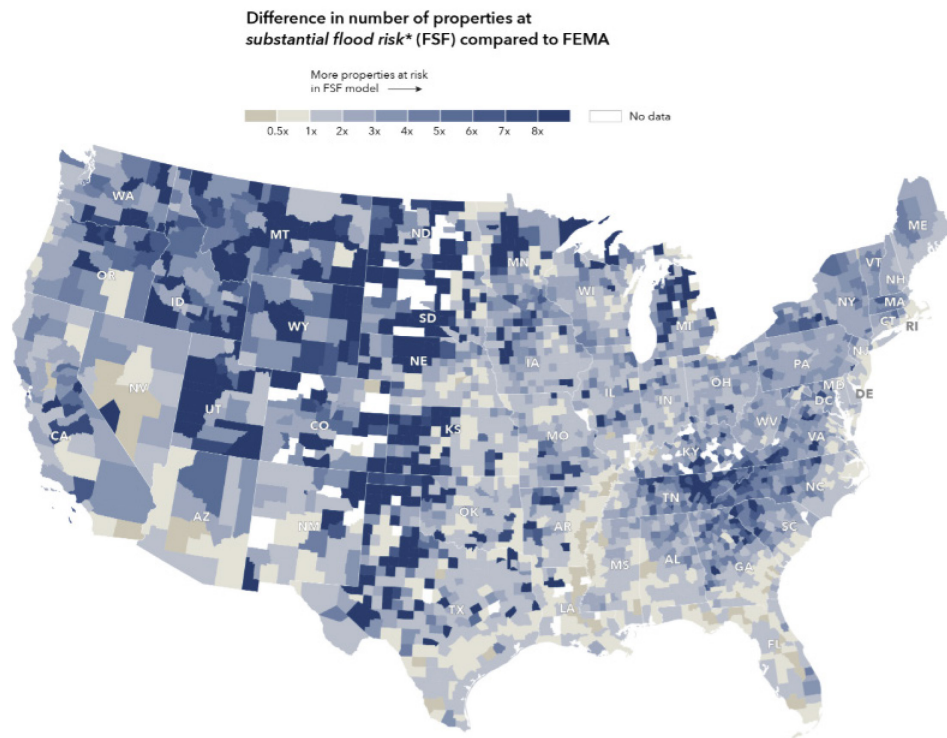 Difference in number of properties at
substantial flood risk* (FSF) compared to FEMA
More properties at risk
in FSF model →
0.5x 1x 2x 3x 4x 5x 6x 7x 8x No data
WA
MT
ND
MN
ME
OR
ID
WY
SD
WI
MI
VT
NH
NY
MA
CT
RI
NE
IA
PA
NJ
NV
UT
CO
KS
MO
IL
IN
OH
WV
MD
DC
DE
VA
KY
CA
AZ
NM
OK
AR
TN
NC
SC
MS
AL
GA
TX
LA
FL